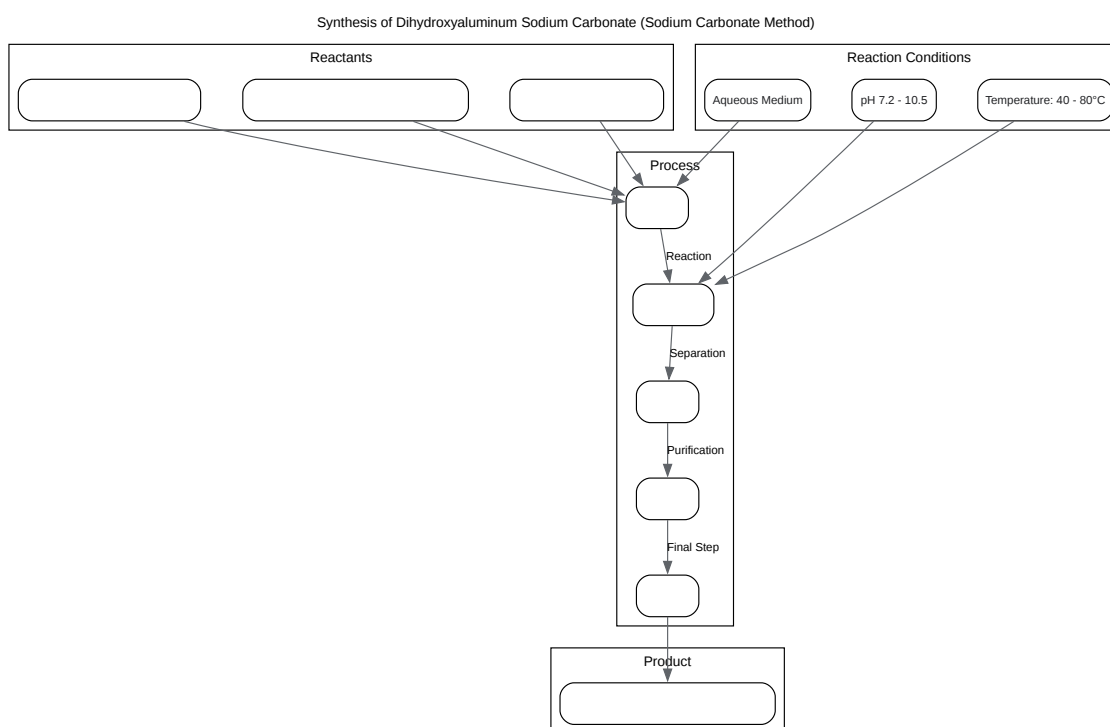 Synthesis of Dihydroxyaluminum Sodium Carbonate (Sodium Carbonate Method)
Reactants
Reaction Conditions
Aqueous Medium
pH 7.2 - 10.5
Temperature: 40 - 80°C
Process
Reaction
Separation
Purification
Final Step
Product